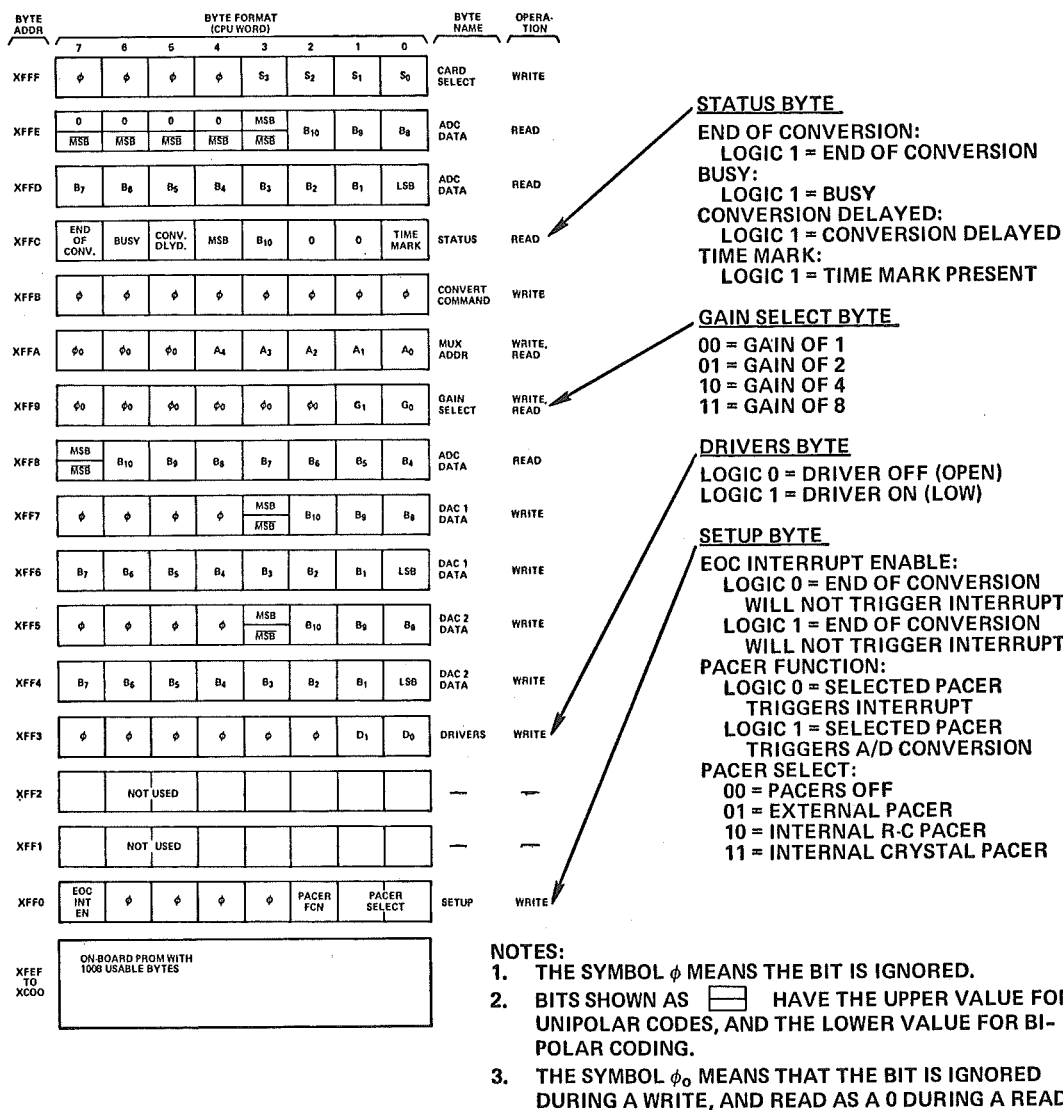 BYTE ADDR BYTE FORMAT (CPU WORD) BYTE NAME OPERA-TION
7 6 5 4 3 2 1 0
XFFF φ φ φ φ S3 S2 S1 S0 CARD SELECT WRITE
XFFE 0 0 0 0 MSB B10 B9 B8 ADC DATA READ
MSB MSB MSB MSB MSB
XFFD B7 B6 B5 B4 B3 B2 B1 LSB ADC DATA READ
XFFC END OF CONV. BUSY CONV. DLYD. MSB B10 0 0 TIME MARK STATUS READ
XFFB φ φ φ φ φ φ φ φ CONVERT COMMAND WRITE
XFFA φ0 φ0 φ0 A4 A3 A2 A1 A0 MUX ADDR WRITE, READ
XFF9 φ0 φ0 φ0 φ0 φ0 φ0 G1 G0 GAIN SELECT WRITE, READ
XFF8 MSB B10 B9 B8 B7 B6 B5 B4 ADC DATA READ
MSB
XFF7 φ φ φ φ MSB B10 B9 B8 DAC 1 DATA WRITE
MSB
XFF6 B7 B6 B5 B4 B3 B2 B1 LSB DAC 1 DATA WRITE
XFF5 φ φ φ φ MSB B10 B9 B8 DAC 2 DATA WRITE
MSB
XFF4 B7 B6 B5 B4 B3 B2 B1 LSB DAC 2 DATA WRITE
XFF3 φ φ φ φ φ φ D1 D0 DRIVERS WRITE
XFF2 NOT USED — —
XFF1 NOT USED — —
XFF0 EOC INT EN φ φ φ φ PACER FCN PACER SELECT SETUP WRITE
XFEF TO XC00 ON-BOARD PROM WITH
1008 USABLE BYTES
STATUS BYTE
END OF CONVERSION:
LOGIC 1 = END OF CONVERSION
BUSY:
LOGIC 1 = BUSY
CONVERSION DELAYED:
LOGIC 1 = CONVERSION DELAYED
TIME MARK:
LOGIC 1 = TIME MARK PRESENT
GAIN SELECT BYTE
00 = GAIN OF 1
01 = GAIN OF 2
10 = GAIN OF 4
11 = GAIN OF 8
DRIVERS BYTE
LOGIC 0 = DRIVER OFF (OPEN)
LOGIC 1 = DRIVER ON (LOW)
SETUP BYTE
EOC INTERRUPT ENABLE:
LOGIC 0 = END OF CONVERSION
WILL NOT TRIGGER INTERRUPT
LOGIC 1 = END OF CONVERSION
WILL NOT TRIGGER INTERRUPT
PACER FUNCTION:
LOGIC 0 = SELECTED PACER
TRIGGERS INTERRUPT
LOGIC 1 = SELECTED PACER
TRIGGERS A/D CONVERSION
PACER SELECT:
00 = PACERS OFF
01 = EXTERNAL PACER
10 = INTERNAL R-C PACER
11 = INTERNAL CRYSTAL PACER
NOTES:
1. THE SYMBOL φ MEANS THE BIT IS IGNORED.
2. BITS SHOWN AS HAVE THE UPPER VALUE FOR
UNIPOLAR CODES, AND THE LOWER VALUE FOR BI-
POLAR CODING.
3. THE SYMBOL φ0 MEANS THAT THE BIT IS IGNORED
DURING A WRITE, AND READ AS A 0 DURING A READ